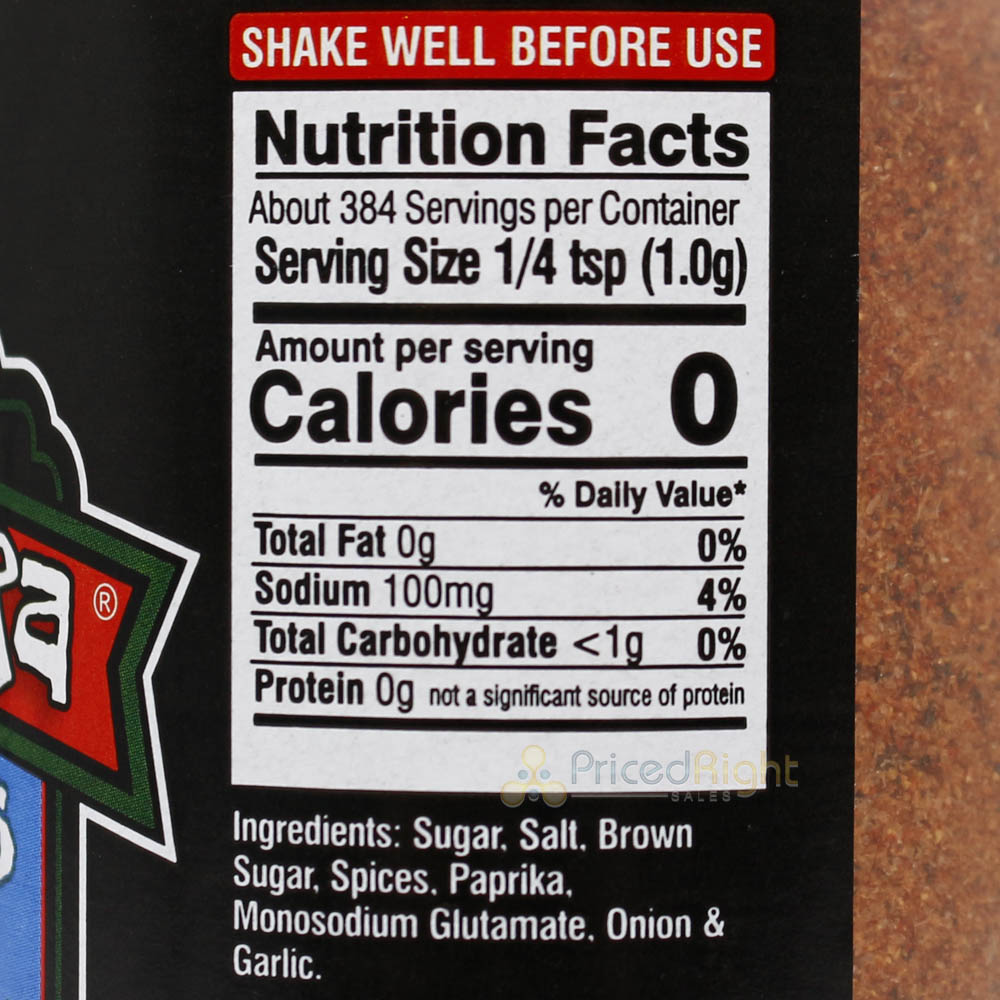 SHAKE WELL BEFORE USE
Nutrition Facts
About 384 Servings per Container
Serving Size 1/4 tsp (1.0g)
Amount per serving
Calories 0
% Daily Value*
Total Fat 0g 0%
Sodium 100mg 4%
Total Carbohydrate <1g 0%
Protein 0g not a significant source of protein
PricedRight
SALES
Ingredients: Sugar, Salt, Brown
Sugar, Spices, Paprika,
Monosodium Glutamate, Onion &
Garlic.
a ®